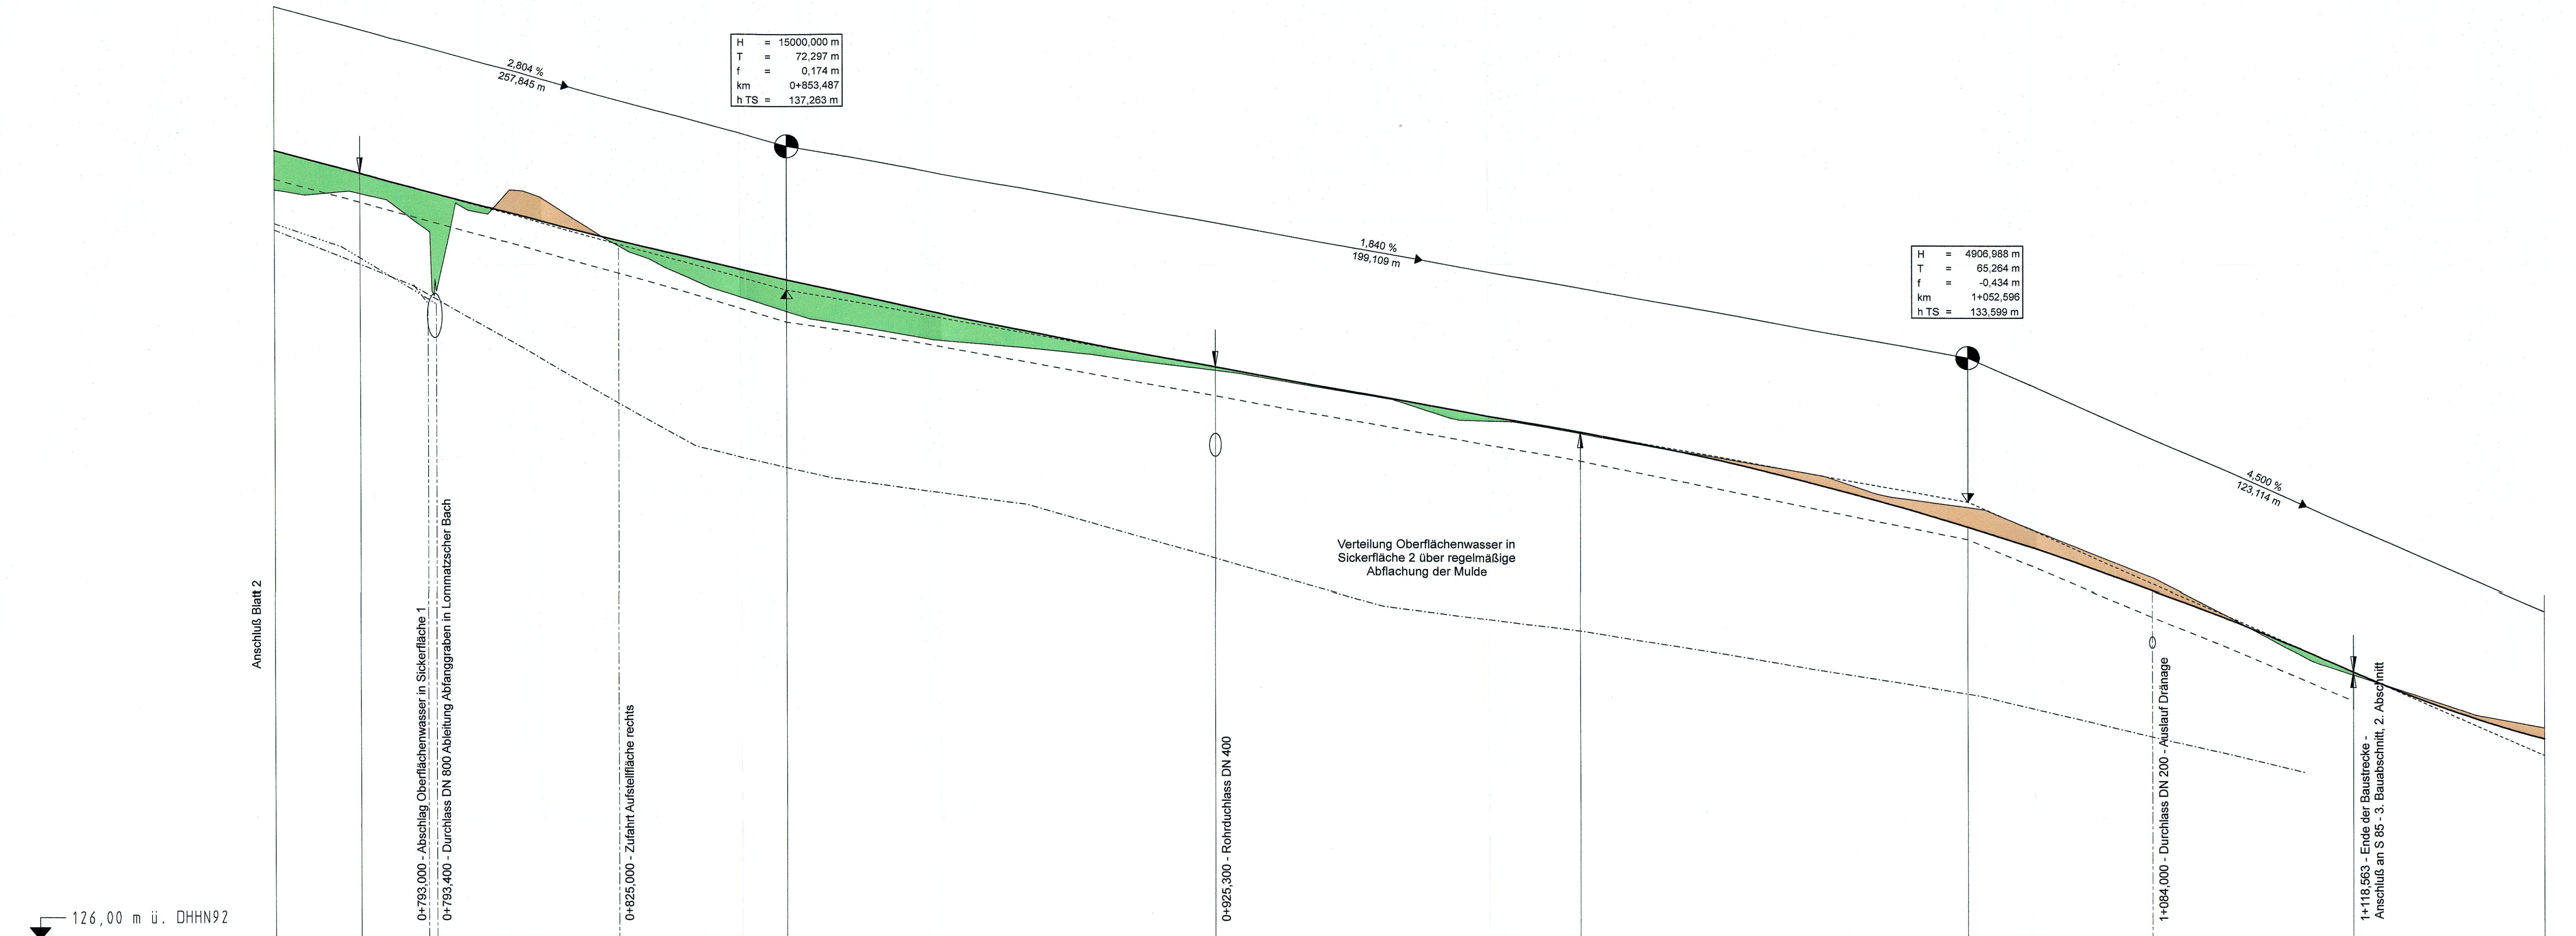 H = 15000,000 m
T = 72,297 m
f = 0,174 m
km 0+853,487
h TS = 137,263 m
2,804 %
257,845 m
1,840 %
199,109 m
H = 4906,988 m
T = 65,264 m
f = -0,434 m
km 1+052,596
h TS = 133,599 m
4,500 %
123,114 m
Verteilung Oberflächenwasser in
Sickerfläche 2 über regelmäßige
Abflachung der Mulde
Anschluß Blatt 2
0+793,000 - Abschlag Oberflächenwasser in Sickerfläche 1
0+793,400 - Durchlass DN 800 Ableitung Abfanggraben in Lommatzscher Bach
0+825,000 - Zufahrt Aufstellfläche rechts
0+925,300 - Rohrduchlass DN 400
1+084,000 - Durchlass DN 200 - Auslauf Dränage
1+118,563 - Ende der Baustrecke -
Anschluß an S 85 - 3. Bauabschnitt, 2. Abschnitt
126,00 m ü. DHHN92